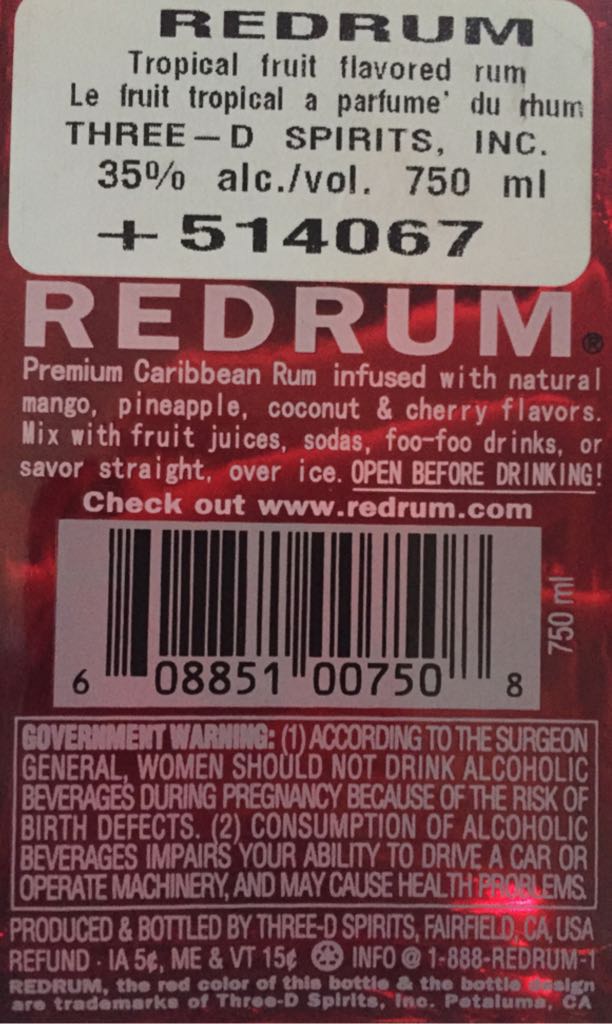 REDRUM
Tropical fruit flavored rum
Le fruit tropical a parfume' du rhum
THREE-D SPIRITS, INC.
35% alc./vol. 750 ml
+514067
REDRUM®
Premium Caribbean Rum infused with natural
mango, pineapple, coconut & cherry flavors.
Mix with fruit juices, sodas, foo-foo drinks, or
savor straight, over ice. OPEN BEFORE DRINKING!
Check out www.redrum.com
750 ml
6 08851 00750 8
GOVERNMENT WARNING: (1) ACCORDING TO THE SURGEON
GENERAL, WOMEN SHOULD NOT DRINK ALCOHOLIC
BEVERAGES DURING PREGNANCY BECAUSE OF THE RISK OF
BIRTH DEFECTS. (2) CONSUMPTION OF ALCOHOLIC
BEVERAGES IMPAIRS YOUR ABILITY TO DRIVE A CAR OR
OPERATE MACHINERY, AND MAY CAUSE HEALTH PROBLEMS.
PRODUCED & BOTTLED BY THREE-D SPIRITS, FAIRFIELD, CA, USA
REFUND · IA 5¢, ME & VT 15¢ INFO @ 1-888-REDRUM-1
REDRUM, the red color of this bottle & the bottle design
are trademarks of Three-D Spirits, Inc. Petaluma, CA